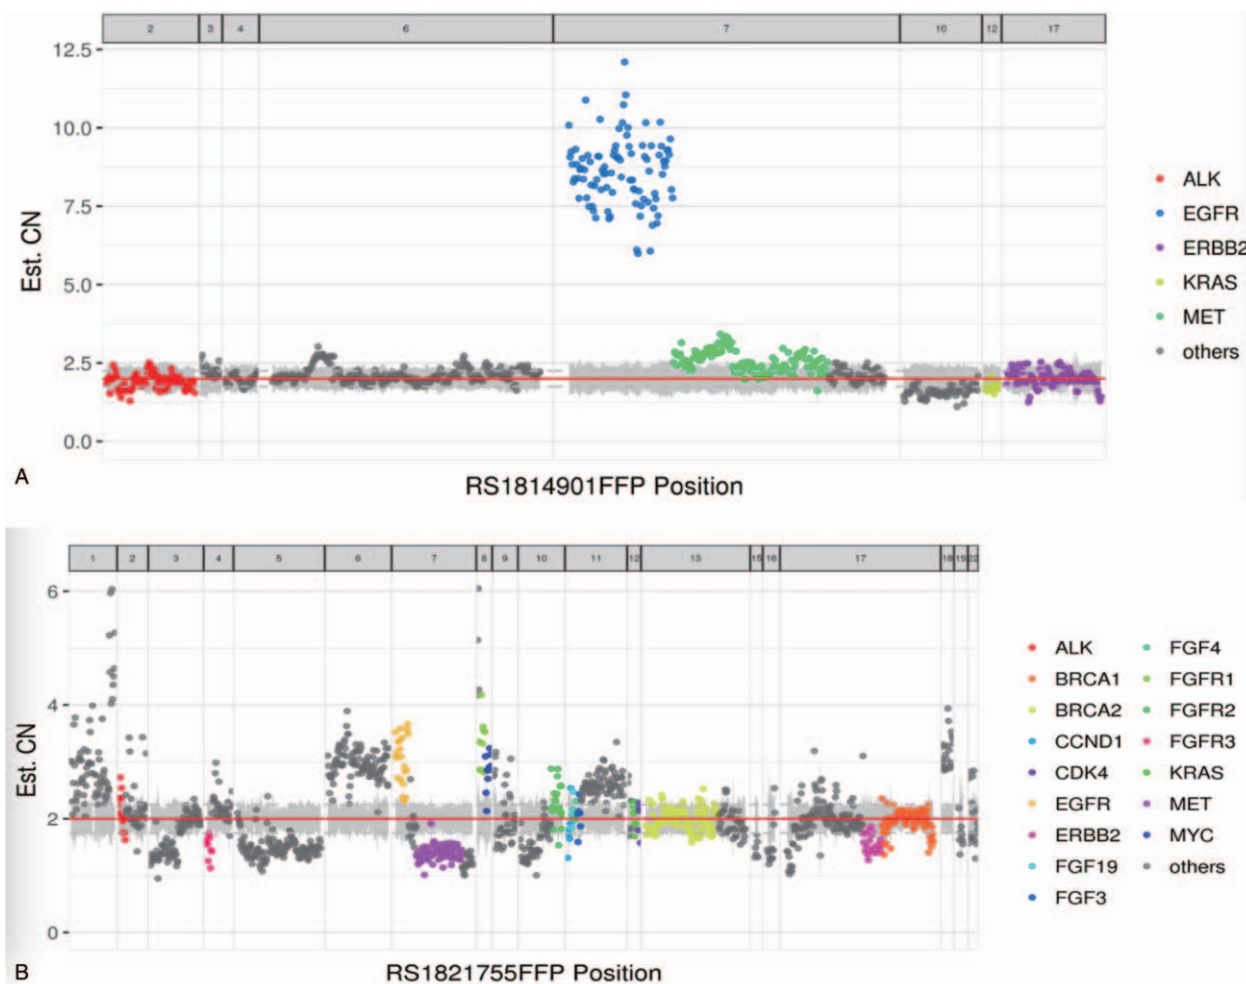 2 3 4 6 7 10 12 17
12.5
10.0
7.5
5.0
2.5
0.0
Est. CN
ALK
EGFR
ERBB2
KRAS
MET
others
A
RS1814901FFP Position
1 2 3 4 5 6 7 8 9 10 11 12 13 15 16 17 18 19 22
6
4
2
0
Est. CN
ALK
BRCA1
BRCA2
CCND1
CDK4
EGFR
ERBB2
FGF19
FGF3
FGF4
FGFR1
FGFR2
FGFR3
KRAS
MET
MYC
others
B
RS1821755FFP Position